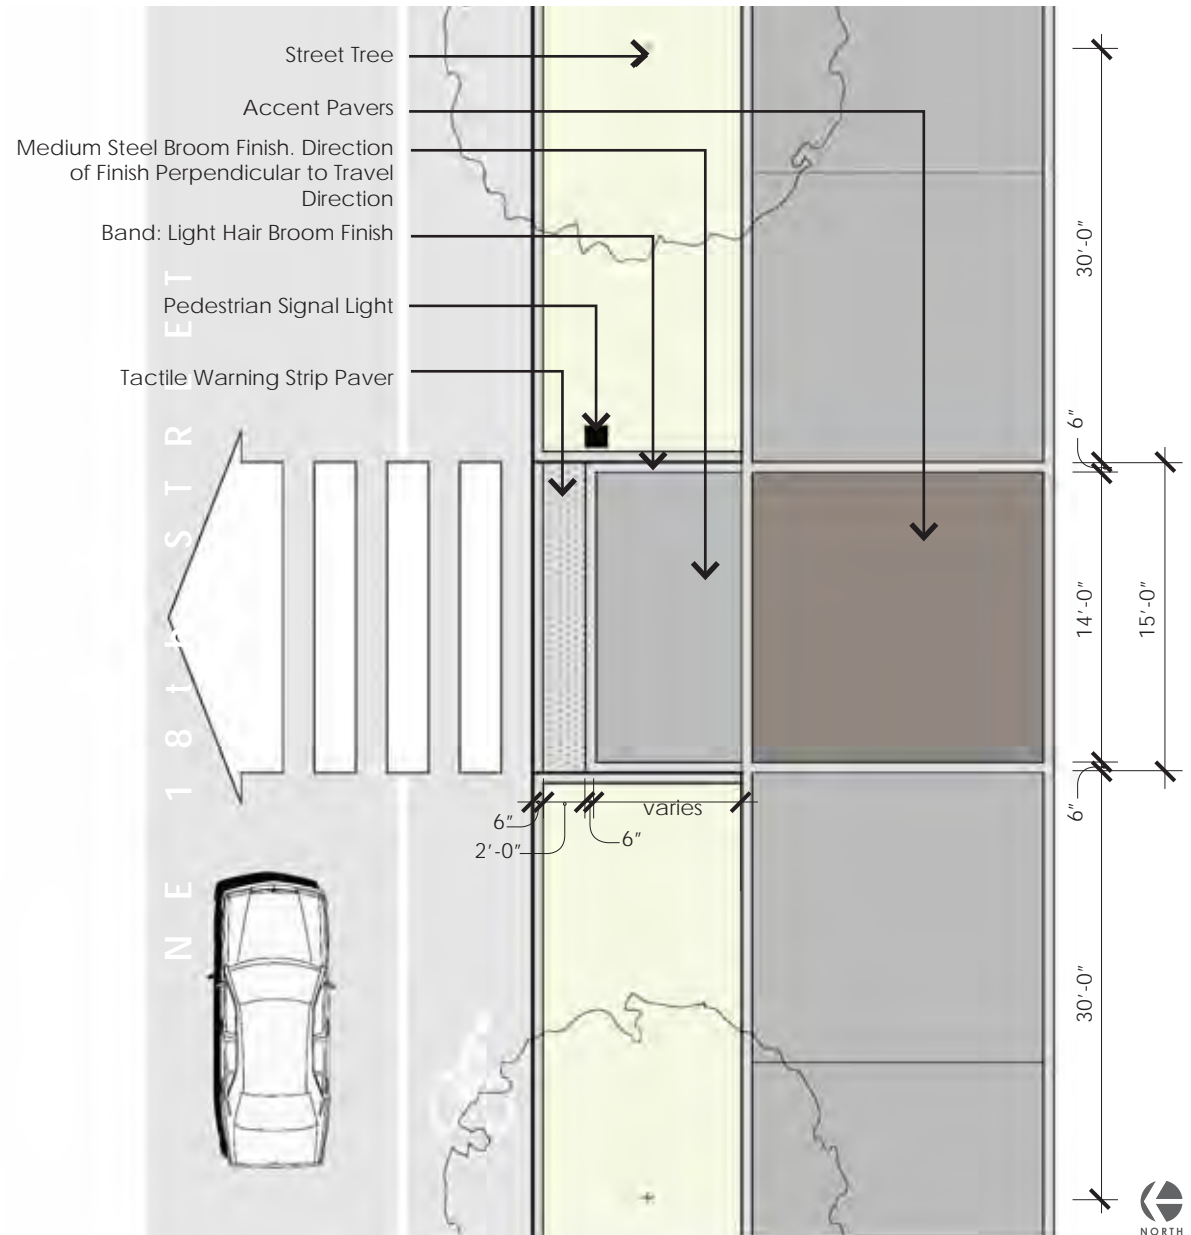 Street Tree
Accent Pavers
Medium Steel Broom Finish. Direction
of Finish Perpendicular to Travel
Direction
Band: Light Hair Broom Finish
Pedestrian Signal Light
Tactile Warning Strip Paver
NE 18th STREET
30'-0"
6"
14'-0"
15'-0"
6"
varies
6"
6"
2'-0"
30'-0"
NORTH